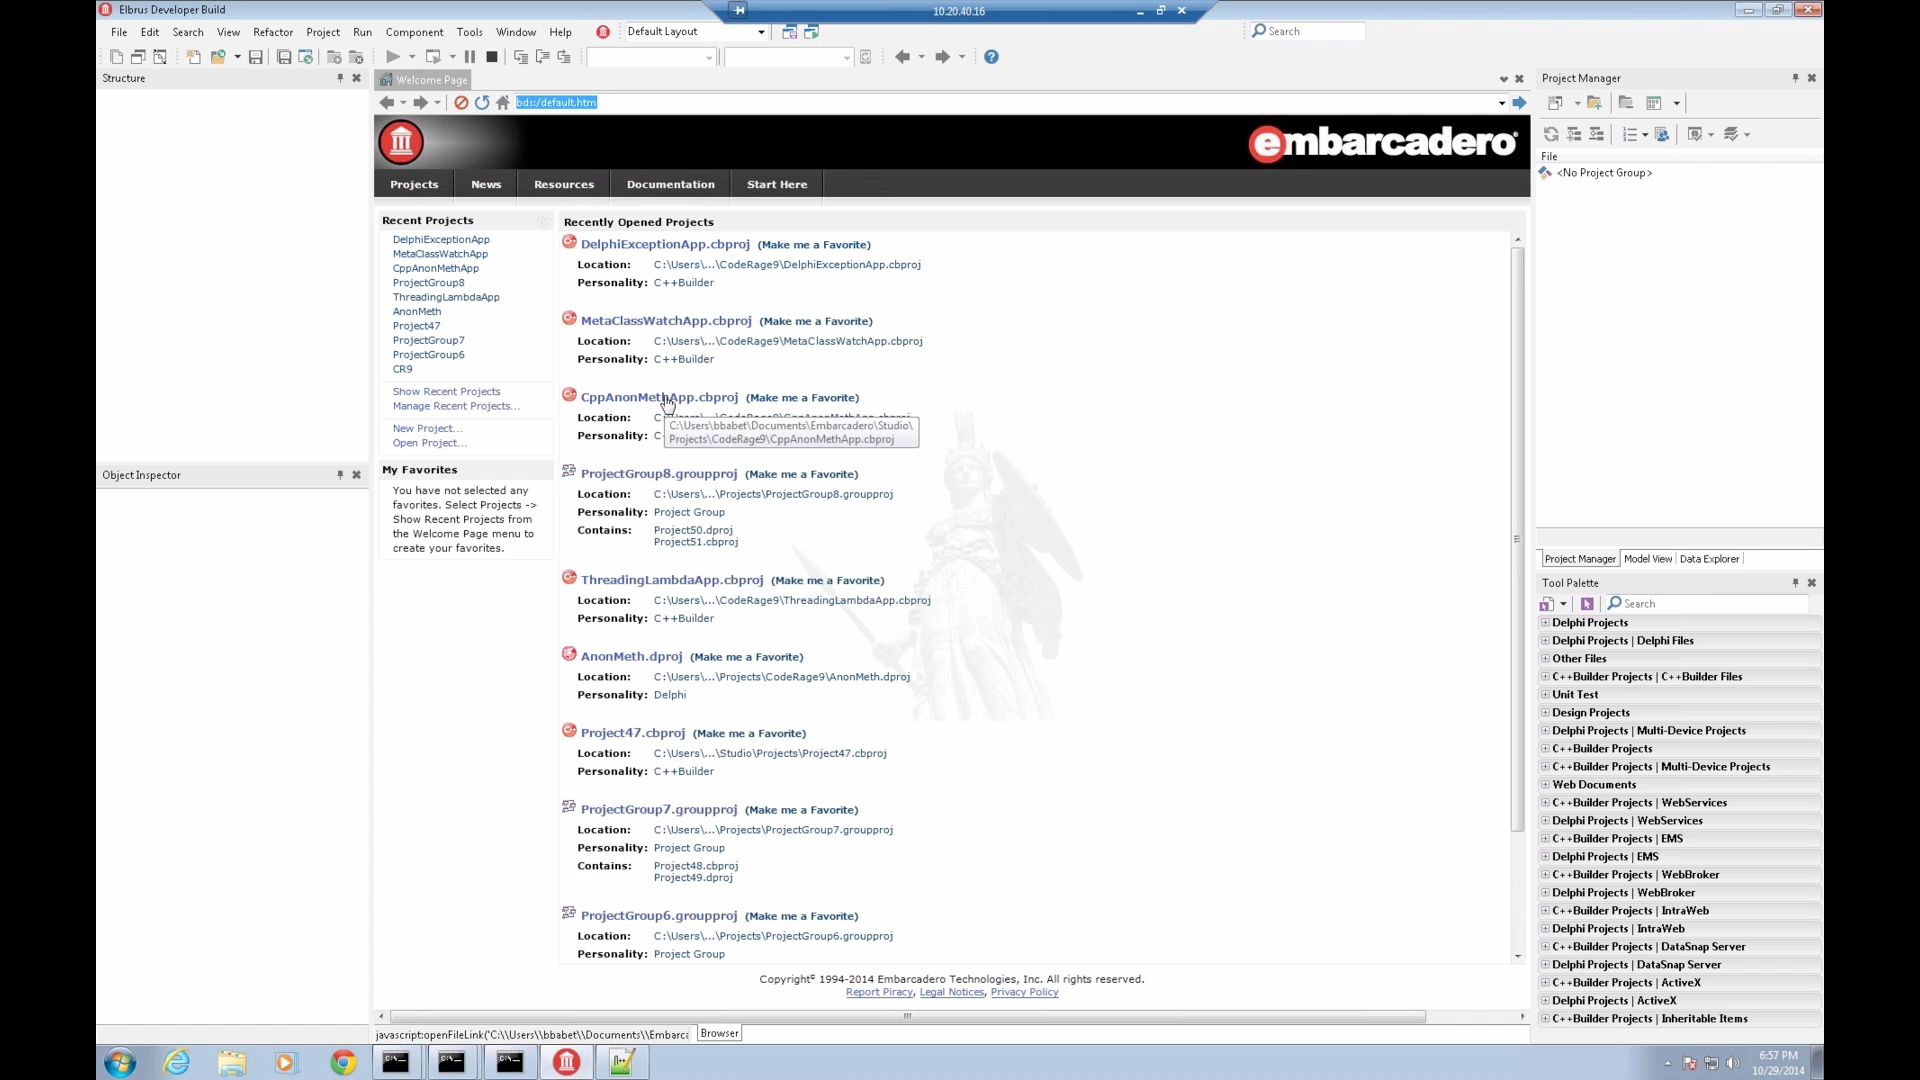 Elbrus Developer Build
10.20.40.16
File Edit Search View Refactor Project Run Component Tools Window Help
Default Layout
Search
Structure
Welcome Page
Project Manager
bds:/default.htm
embarcadero
Projects News Resources Documentation Start Here
File
<No Project Group>
Recent Projects
DelphiExceptionApp
MetaClassWatchApp
CppAnonMethApp
ProjectGroup8
ThreadingLambdaApp
AnonMeth
Project47
ProjectGroup7
ProjectGroup6
CR9
Show Recent Projects
Manage Recent Projects...
New Project...
Open Project...
My Favorites
You have not selected any
favorites. Select Projects ->
Show Recent Projects from
the Welcome Page menu to
create your favorites.
Object Inspector
Recently Opened Projects
DelphiExceptionApp.cbproj (Make me a Favorite)
Location: C:\Users\...\CodeRage9\DelphiExceptionApp.cbproj
Personality: C++Builder
MetaClassWatchApp.cbproj (Make me a Favorite)
Location: C:\Users\...\CodeRage9\MetaClassWatchApp.cbproj
Personality: C++Builder
CppAnonMethApp.cbproj (Make me a Favorite)
Location:
Personality:
C:\Users\bbabet\Documents\Embarcadero\Studio\
Projects\CodeRage9\CppAnonMethApp.cbproj
ProjectGroup8.groupproj (Make me a Favorite)
Location: C:\Users\...\Projects\ProjectGroup8.groupproj
Personality: Project Group
Contains: Project50.dproj
Project51.cbproj
ThreadingLambdaApp.cbproj (Make me a Favorite)
Location: C:\Users\...\CodeRage9\ThreadingLambdaApp.cbproj
Personality: C++Builder
AnonMeth.dproj (Make me a Favorite)
Location: C:\Users\...\Projects\CodeRage9\AnonMeth.dproj
Personality: Delphi
Project47.cbproj (Make me a Favorite)
Location: C:\Users\...\Studio\Projects\Project47.cbproj
Personality: C++Builder
ProjectGroup7.groupproj (Make me a Favorite)
Location: C:\Users\...\Projects\ProjectGroup7.groupproj
Personality: Project Group
Contains: Project48.cbproj
Project49.dproj
ProjectGroup6.groupproj (Make me a Favorite)
Location: C:\Users\...\Projects\ProjectGroup6.groupproj
Personality: Project Group
Copyright© 1994-2014 Embarcadero Technologies, Inc. All rights reserved.
Report Piracy, Legal Notices, Privacy Policy
javascript:openFileLink('C:\\Users\\bbabet\\Documents\\Embarca
Browser
Project Manager Model View Data Explorer
Tool Palette
Search
Delphi Projects
Delphi Projects | Delphi Files
Other Files
C++Builder Projects | C++Builder Files
Unit Test
Design Projects
Delphi Projects | Multi-Device Projects
C++Builder Projects
C++Builder Projects | Multi-Device Projects
Web Documents
C++Builder Projects | WebServices
Delphi Projects | WebServices
C++Builder Projects | EMS
Delphi Projects | EMS
C++Builder Projects | WebBroker
Delphi Projects | WebBroker
C++Builder Projects | IntraWeb
Delphi Projects | IntraWeb
C++Builder Projects | DataSnap Server
Delphi Projects | DataSnap Server
C++Builder Projects | ActiveX
Delphi Projects | ActiveX
C++Builder Projects | Inheritable Items
6:57 PM
10/29/2014